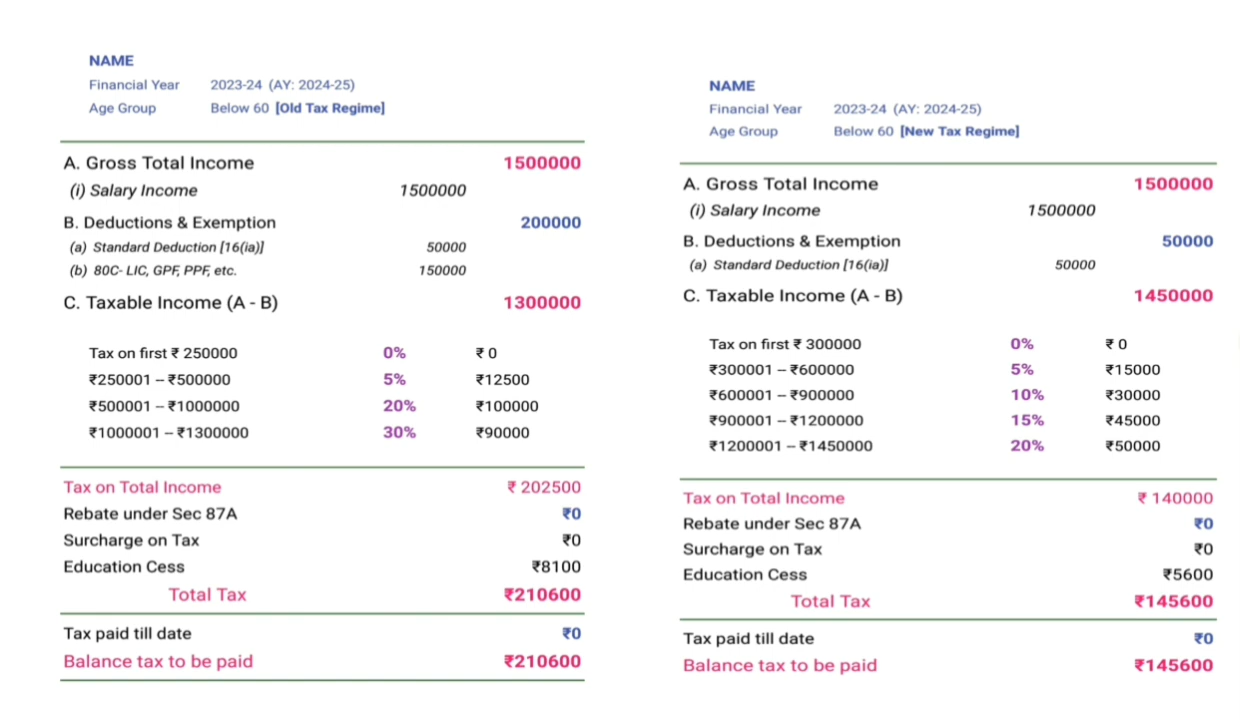 NAME
Financial Year 2023-24 (AY: 2024-25)
Age Group Below 60 [Old Tax Regime]
A. Gross Total Income 1500000
(i) Salary Income 1500000
B. Deductions & Exemption 200000
(a) Standard Deduction [16(ia)] 50000
(b) 80C- LIC, GPF, PPF, etc. 150000
C. Taxable Income (A - B) 1300000
Tax on first ₹ 250000 0% ₹ 0
₹250001 – ₹500000 5% ₹12500
₹500001 – ₹1000000 20% ₹100000
₹1000001 – ₹1300000 30% ₹90000
Tax on Total Income ₹ 202500
Rebate under Sec 87A ₹0
Surcharge on Tax ₹0
Education Cess ₹8100
Total Tax ₹210600
Tax paid till date ₹0
Balance tax to be paid ₹210600
NAME
Financial Year 2023-24 (AY: 2024-25)
Age Group Below 60 [New Tax Regime]
A. Gross Total Income 1500000
(i) Salary Income 1500000
B. Deductions & Exemption 50000
(a) Standard Deduction [16(ia)] 50000
C. Taxable Income (A - B) 1450000
Tax on first ₹ 300000 0% ₹ 0
₹300001 – ₹600000 5% ₹15000
₹600001 – ₹900000 10% ₹30000
₹900001 – ₹1200000 15% ₹45000
₹1200001 – ₹1450000 20% ₹50000
Tax on Total Income ₹ 140000
Rebate under Sec 87A ₹0
Surcharge on Tax ₹0
Education Cess ₹5600
Total Tax ₹145600
Tax paid till date ₹0
Balance tax to be paid ₹145600